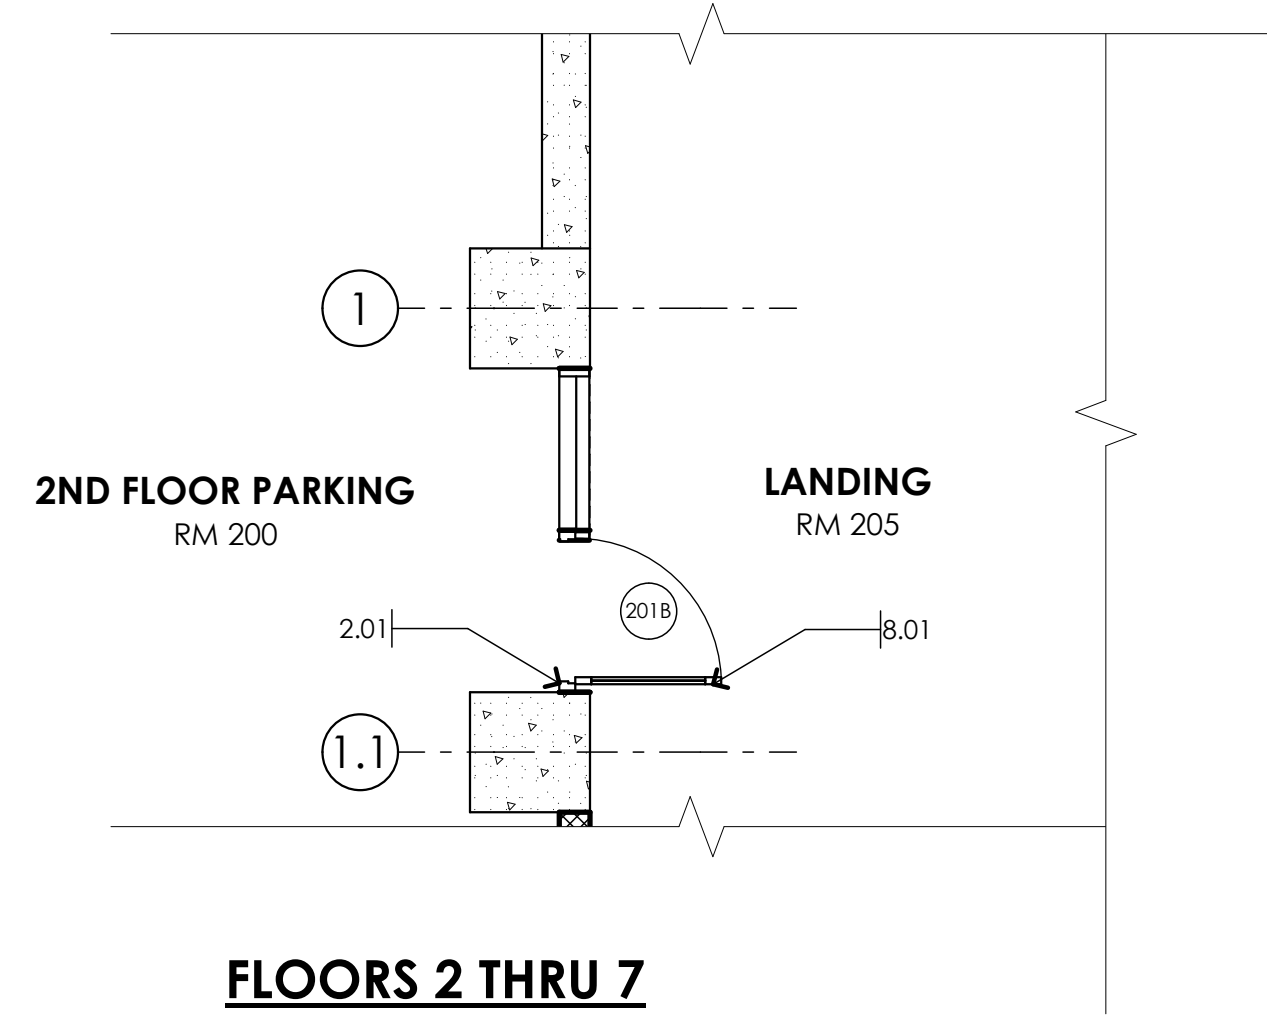 1
2ND FLOOR PARKING
RM 200
LANDING
RM 205
201B
2.01
8.01
1.1
FLOORS 2 THRU 7